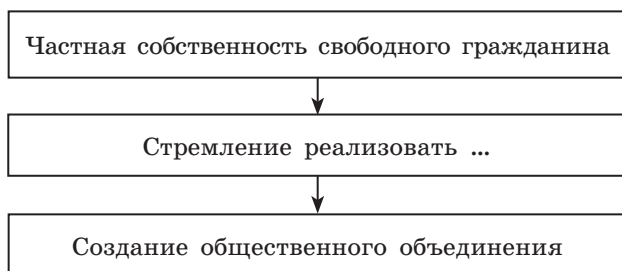 Частная собственность свободного гражданина
Стремление реализовать ...
Создание общественного объединения